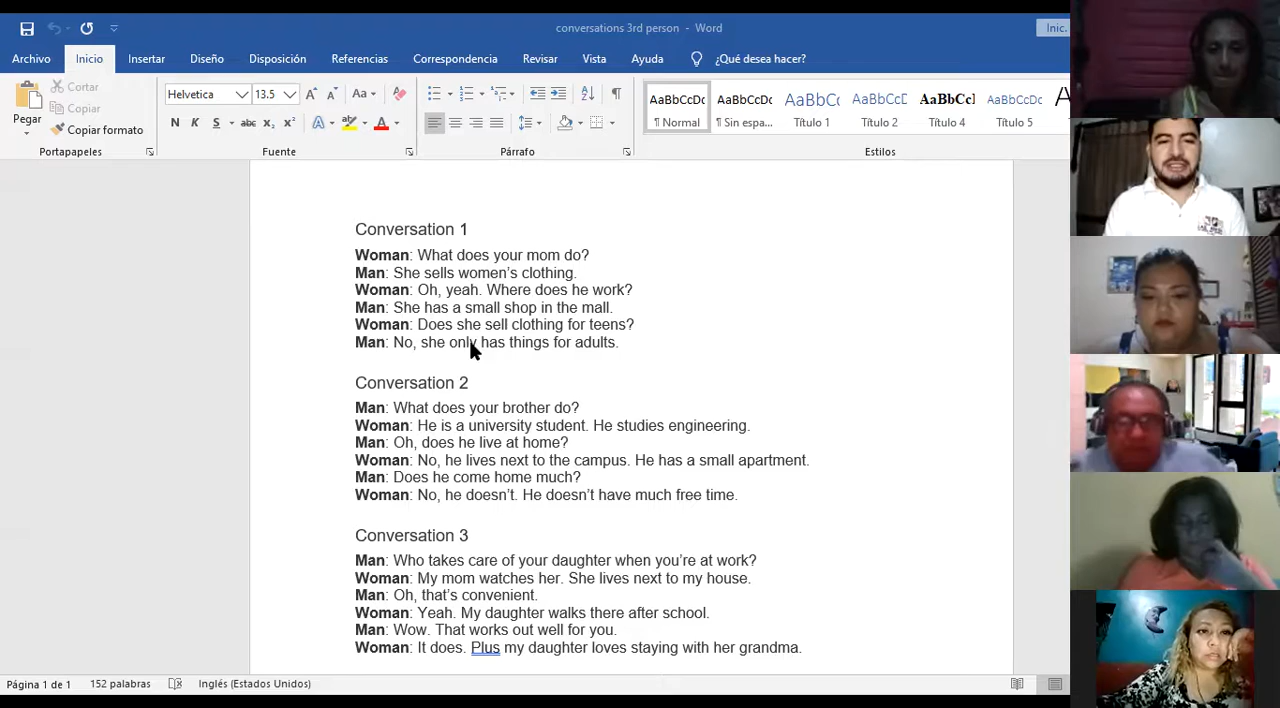 conversations 3rd person - Word
Inic.
Archivo Inicio Insertar Diseño Disposición Referencias Correspondencia Revisar Vista Ayuda ¿Qué desea hacer?
Pegar
Cortar
Copiar
Copiar formato
Portapapeles
Helvetica 13.5 Aa
N K S abc x₂ x² A A
Fuente
Párrafo
AaBbCcDc AaBbCcDc AaBbC AaBbCcD AaBbCcI AaBbCcDc A
¶ Normal ¶ Sin espa... Título 1 Título 2 Título 4 Título 5
Estilos
Conversation 1
Woman: What does your mom do?
Man: She sells women’s clothing.
Woman: Oh, yeah. Where does he work?
Man: She has a small shop in the mall.
Woman: Does she sell clothing for teens?
Man: No, she only has things for adults.
Conversation 2
Man: What does your brother do?
Woman: He is a university student. He studies engineering.
Man: Oh, does he live at home?
Woman: No, he lives next to the campus. He has a small apartment.
Man: Does he come home much?
Woman: No, he doesn’t. He doesn’t have much free time.
Conversation 3
Man: Who takes care of your daughter when you’re at work?
Woman: My mom watches her. She lives next to my house.
Man: Oh, that’s convenient.
Woman: Yeah. My daughter walks there after school.
Man: Wow. That works out well for you.
Woman: It does. Plus my daughter loves staying with her grandma.
Página 1 de 1 152 palabras Inglés (Estados Unidos)